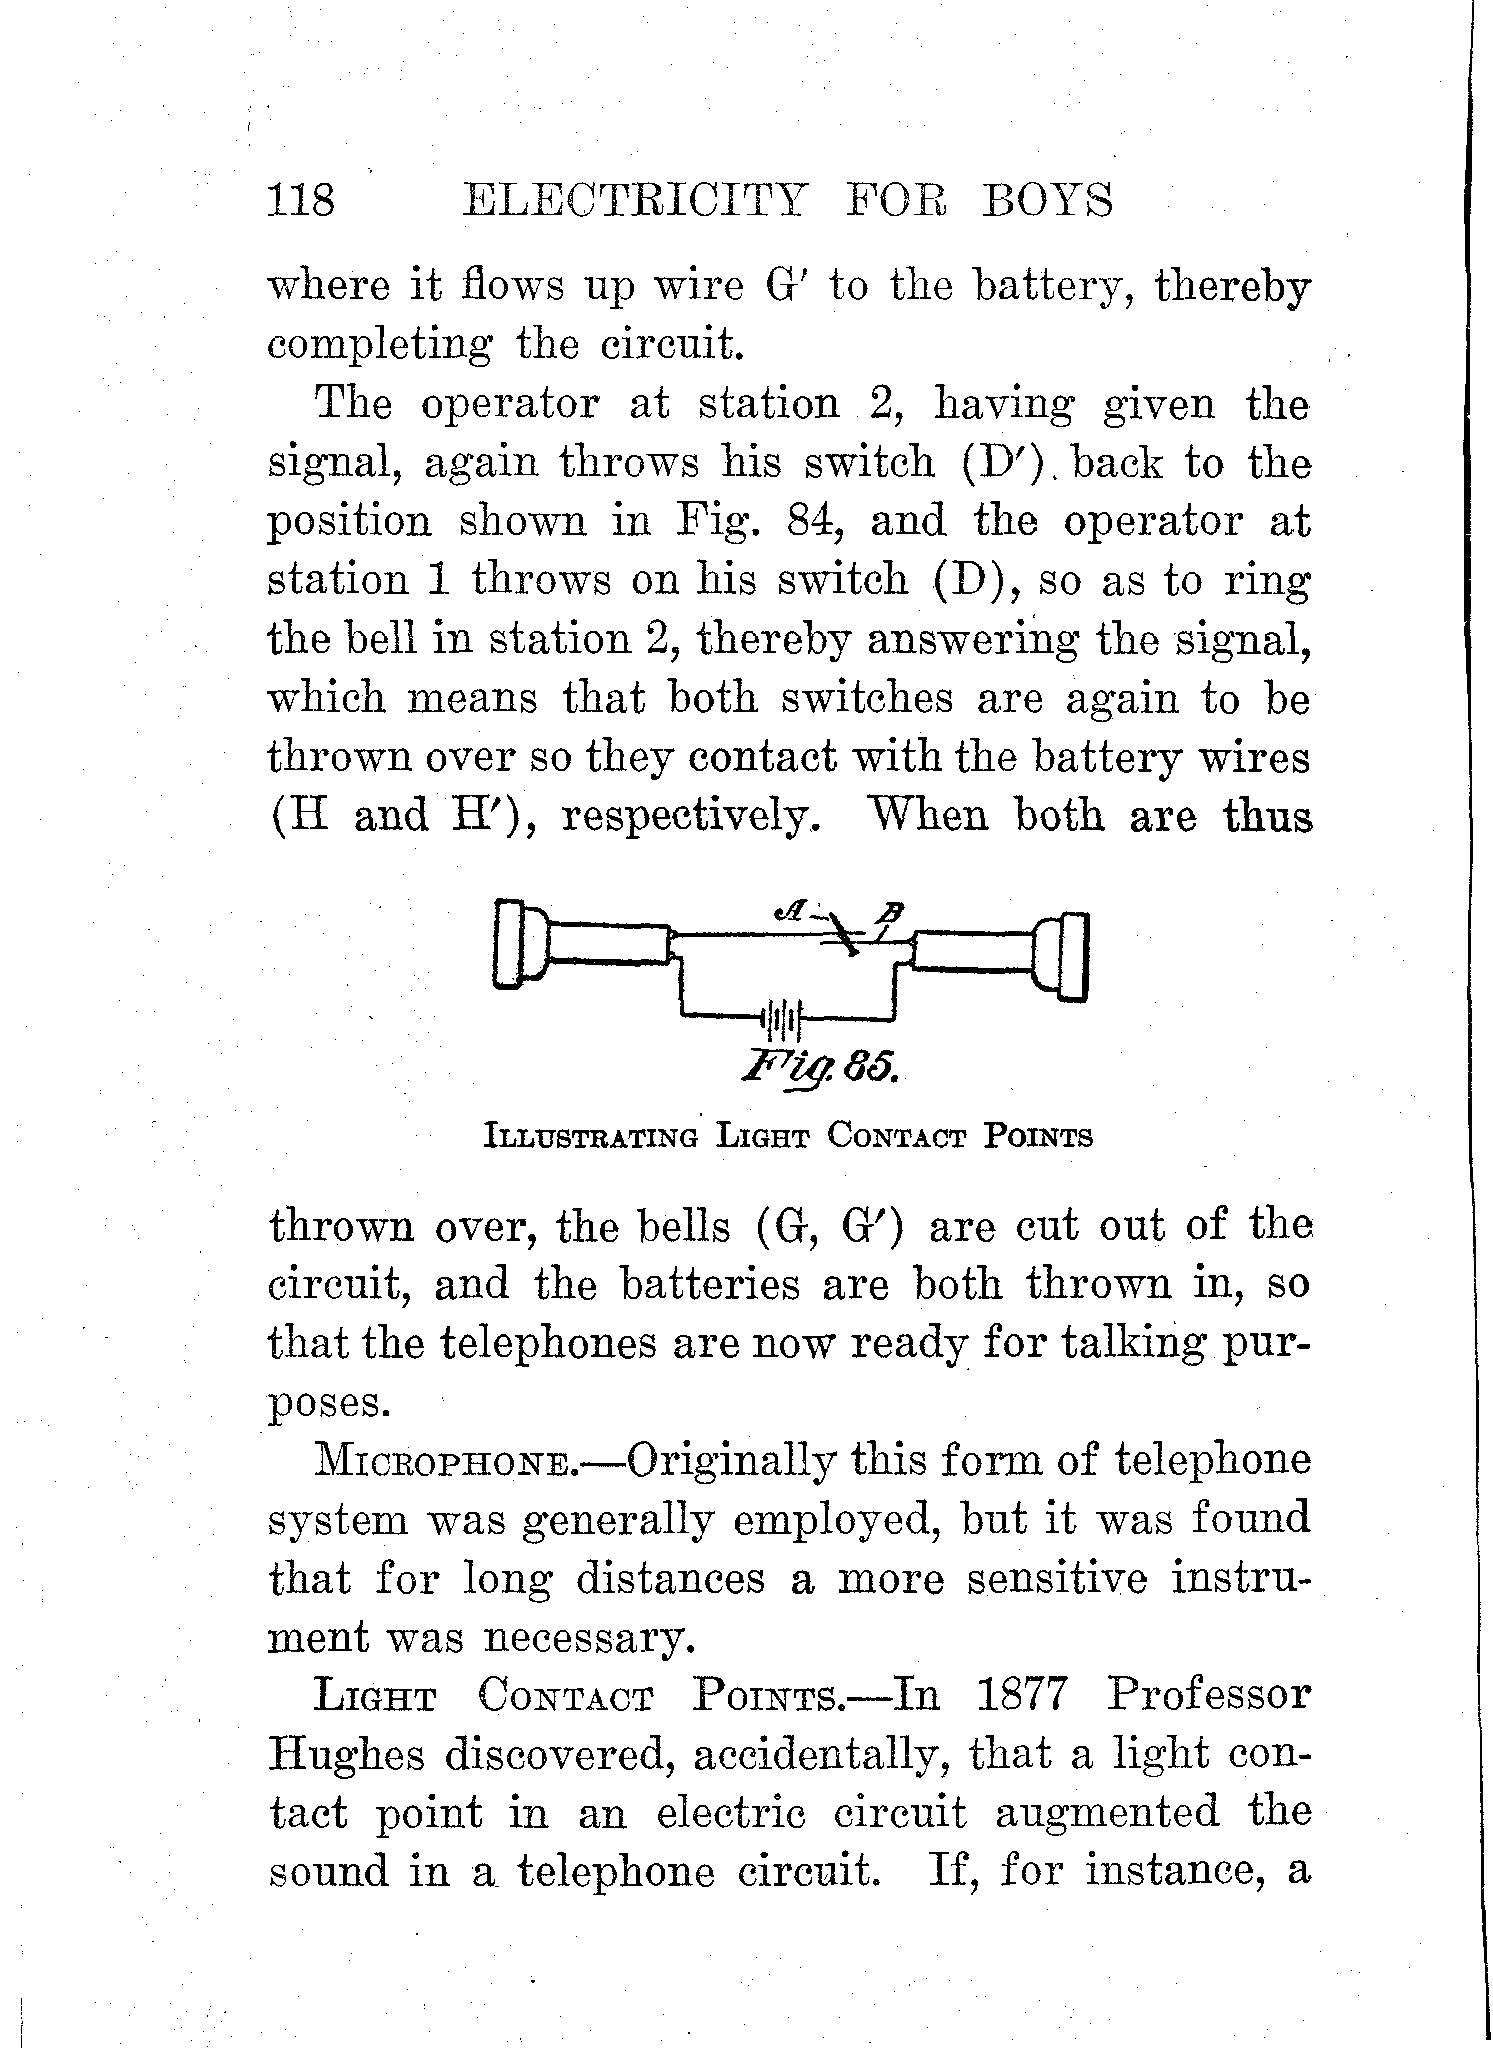 118 ELECTRICITY FOR BOYS
where it flows up wire G′ to the battery, thereby
completing the circuit.
The operator at station 2, having given the
signal, again throws his switch (D′). back to the
position shown in Fig. 84, and the operator at
station 1 throws on his switch (D), so as to ring
the bell in station 2, thereby answering the signal,
which means that both switches are again to be
thrown over so they contact with the battery wires
(H and H′), respectively. When both are thus
A B
Fig. 85.
ILLUSTRATING LIGHT CONTACT POINTS
thrown over, the bells (G, G′) are cut out of the
circuit, and the batteries are both thrown in, so
that the telephones are now ready for talking pur-
poses.
MICROPHONE.—Originally this form of telephone
system was generally employed, but it was found
that for long distances a more sensitive instru-
ment was necessary.
LIGHT CONTACT POINTS.—In 1877 Professor
Hughes discovered, accidentally, that a light con-
tact point in an electric circuit augmented the
sound in a telephone circuit. If, for instance, a